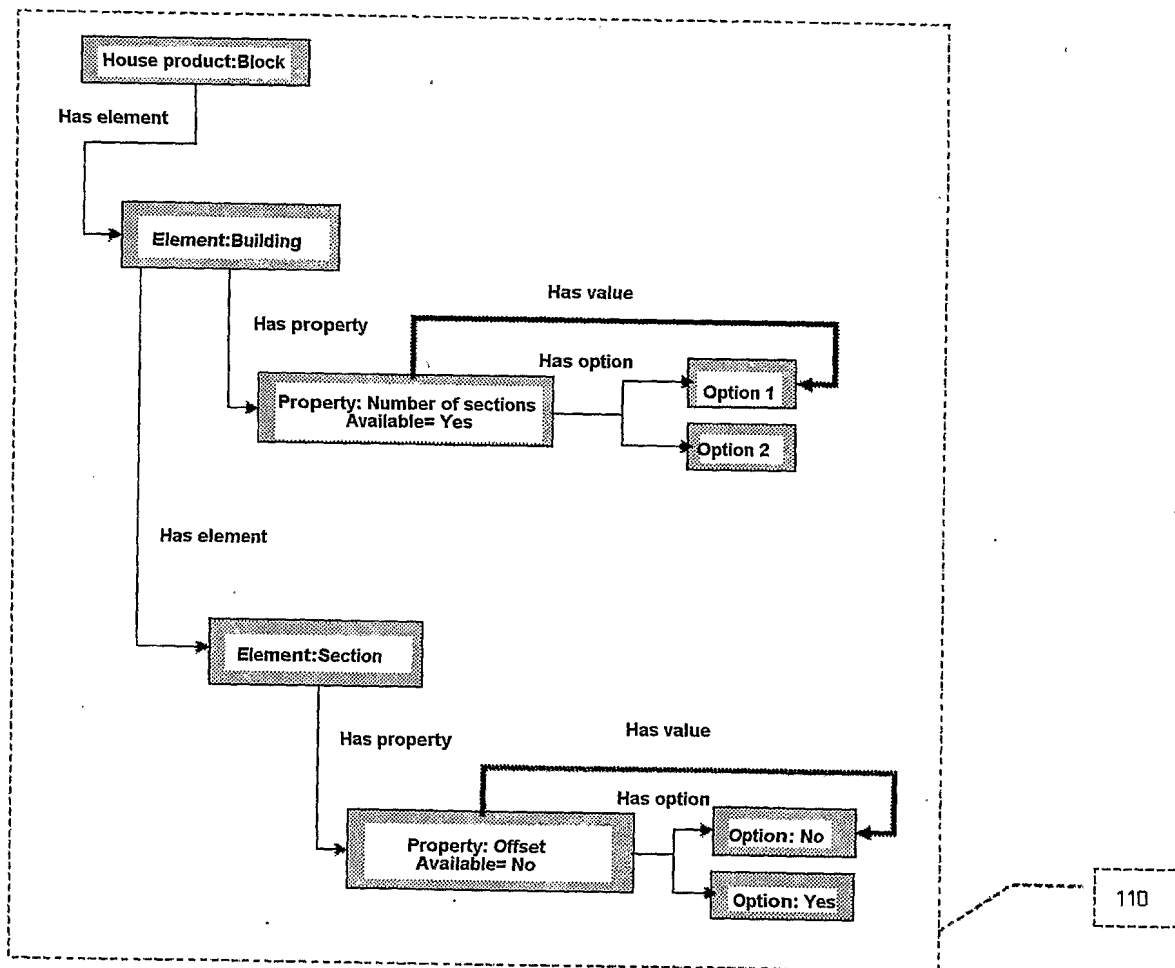 House product:Block
Has element
Element:Building
Has value
Has property
Has option
Option 1
Property: Number of sections
Available= Yes
Option 2
Has element
Element:Section
Has value
Has property
Has option
Option: No
Property: Offset
Available= No
Option: Yes
110